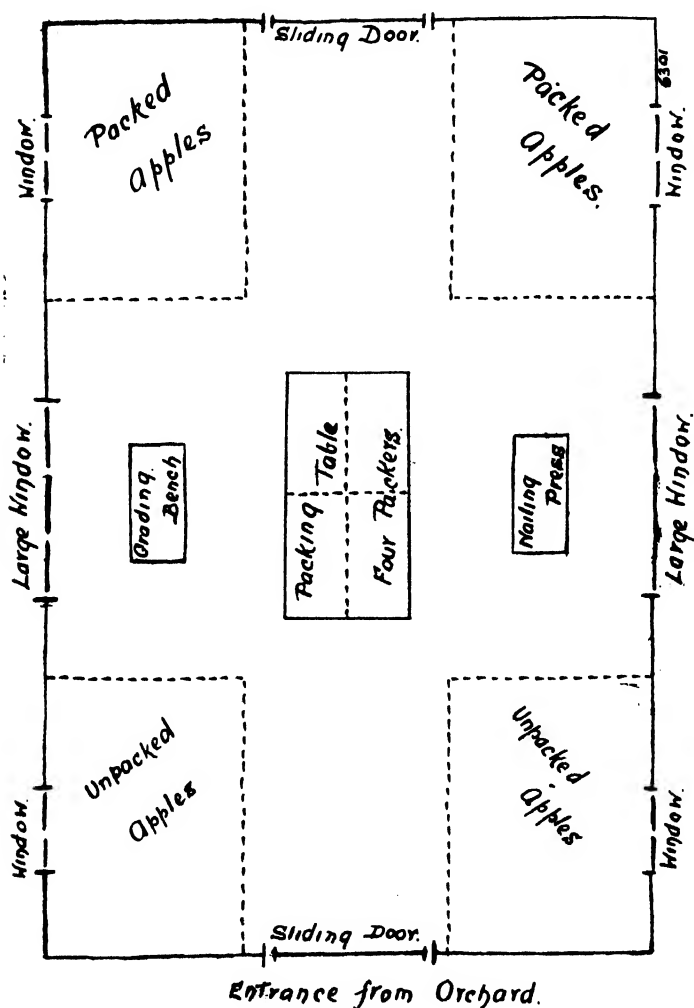 Sliding Door.
Packed
Apples
Packed
Apples.
6301
Window.
Window.
Large Window.
Grading
Bench
Packing Table
Four Packers.
Nailing
Press
Large Window.
Unpacked
Apples
Unpacked
Apples
Window.
Window.
Sliding Door.
Entrance from Orchard.